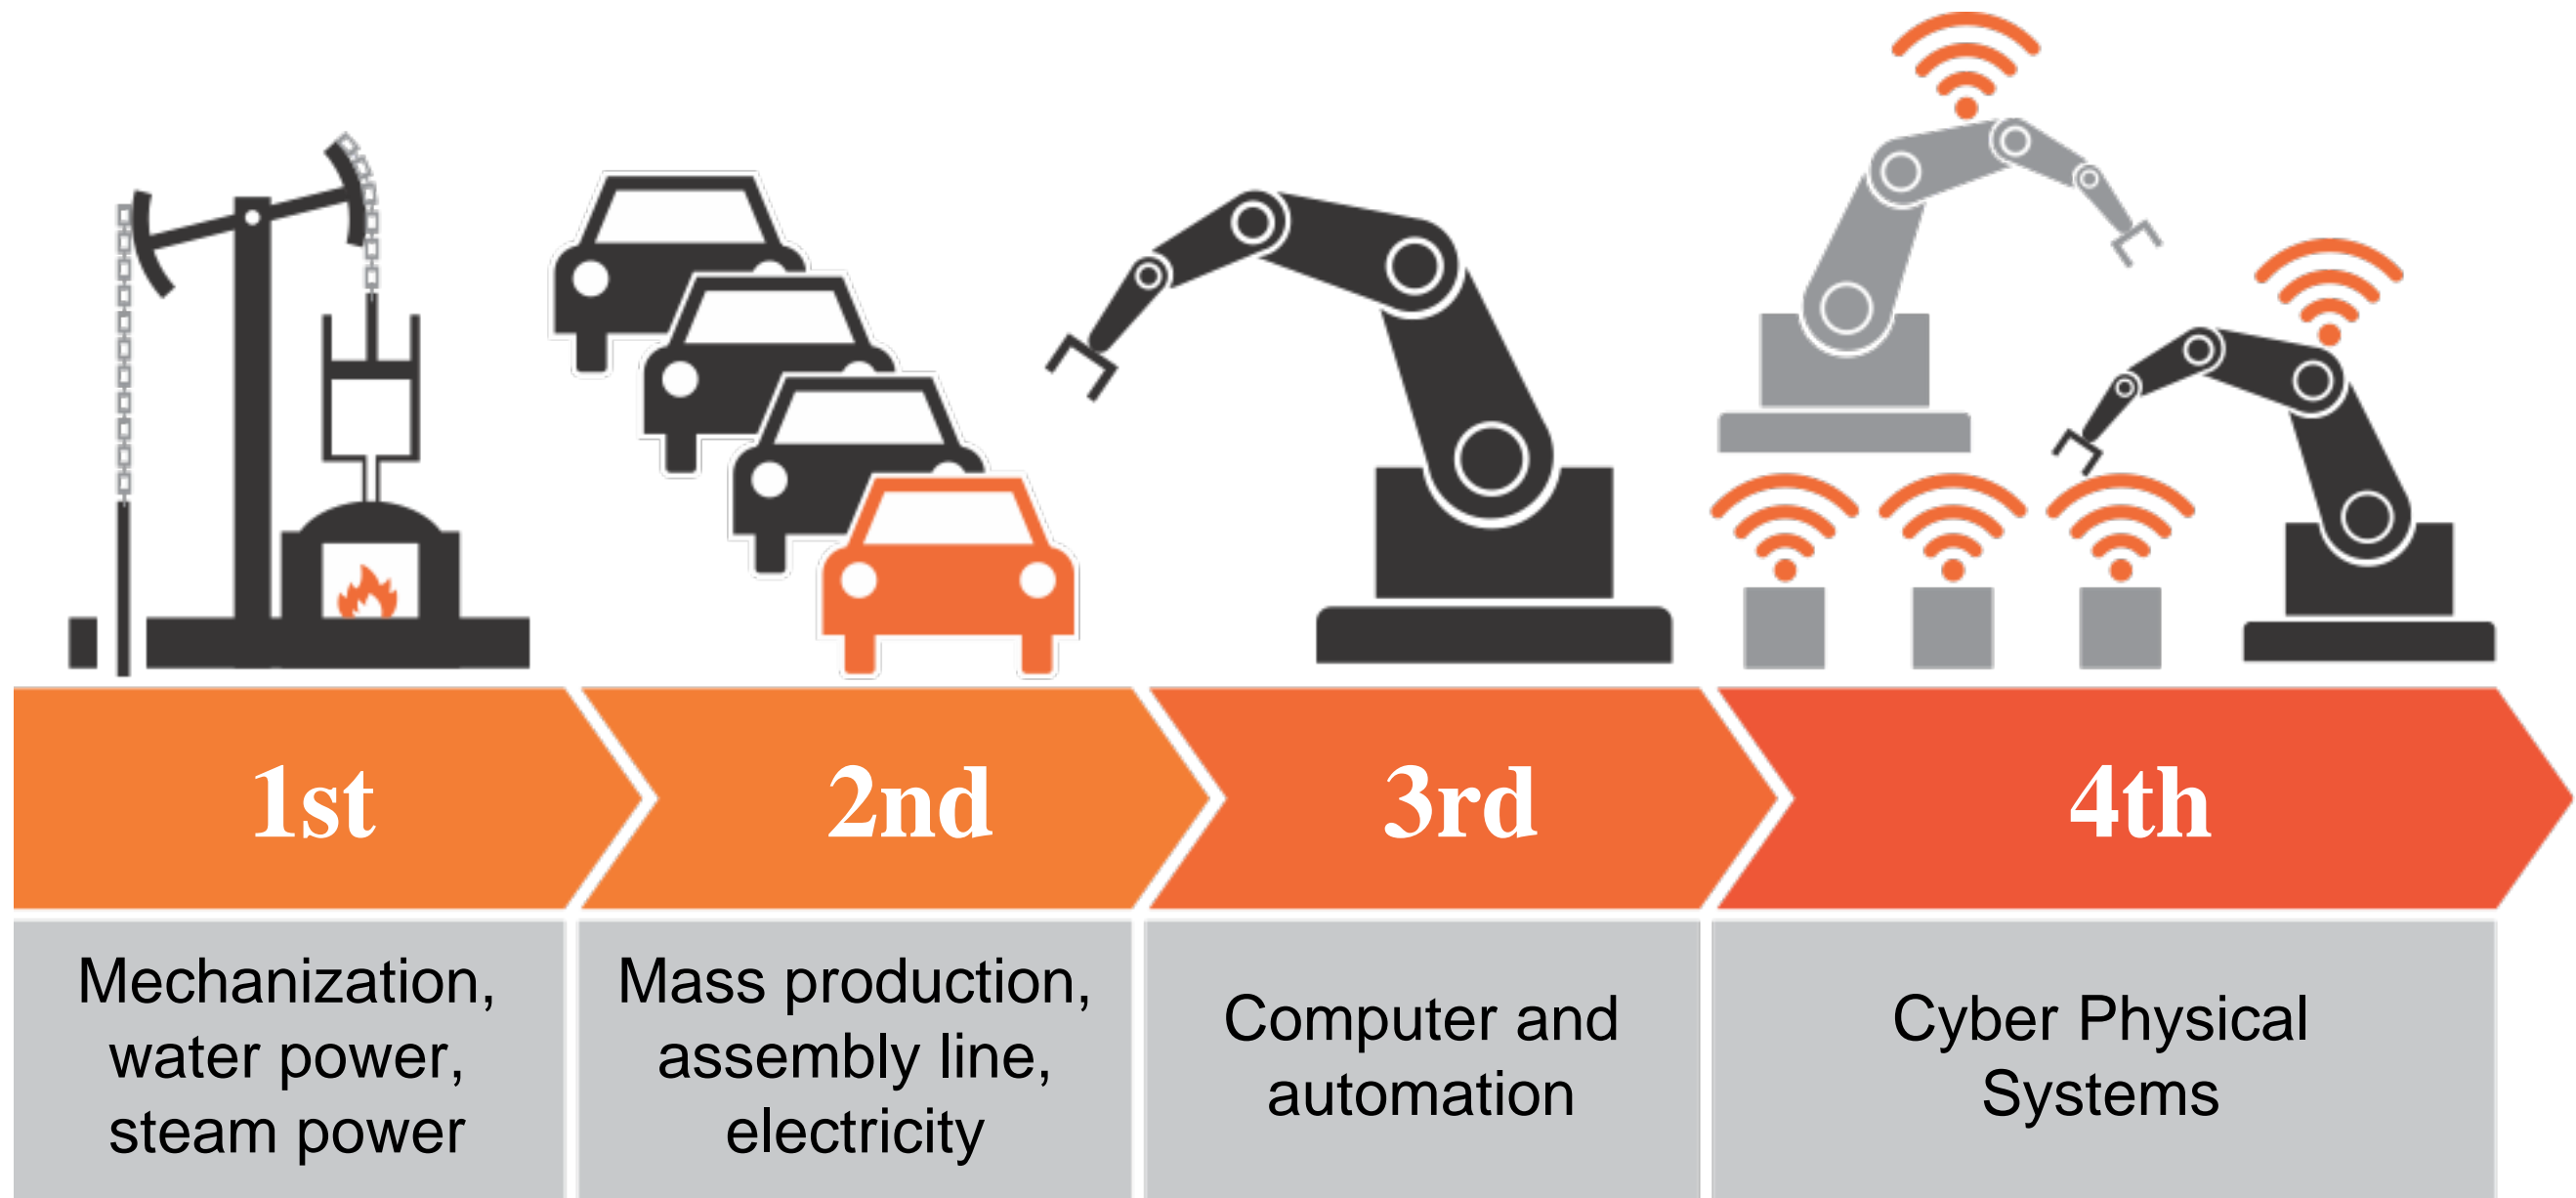 1st
2nd
3rd
4th
Mechanization,
water power,
steam power
Mass production,
assembly line,
electricity
Computer and
automation
Cyber Physical
Systems